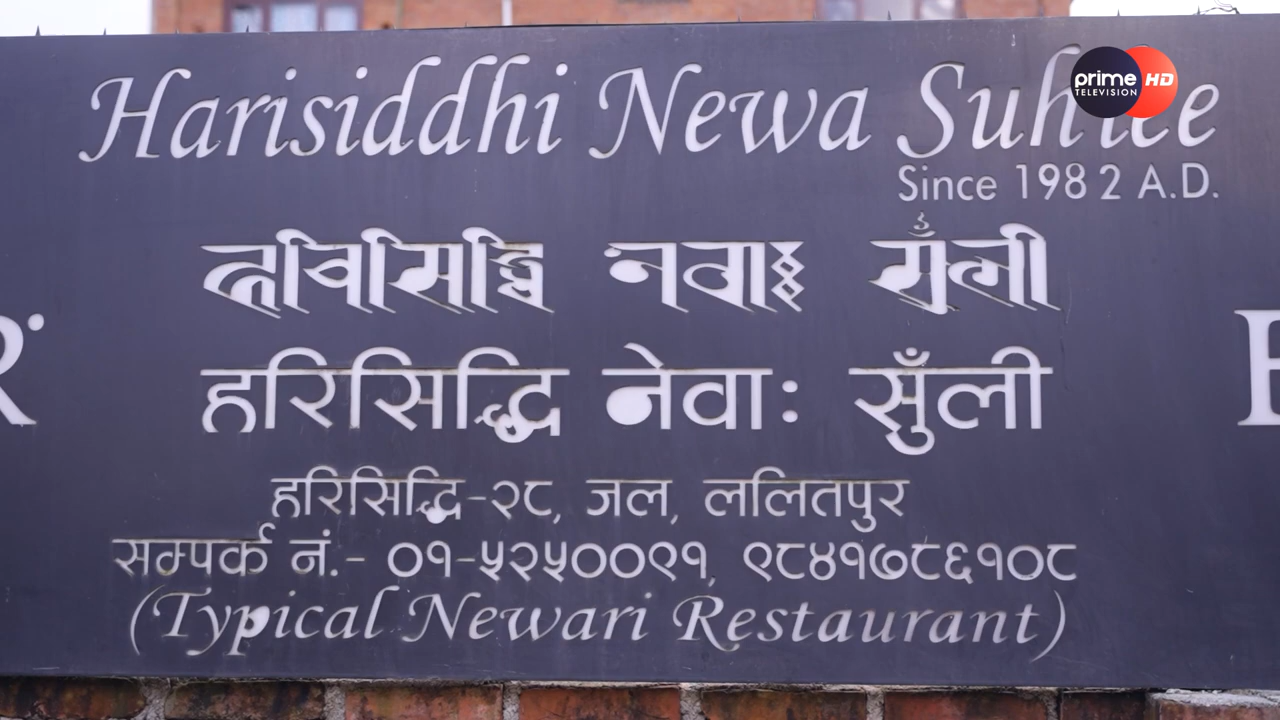 Harisiddhi Newa
prime HD
TELEVISION
Since 1982 A.D.
हरिसिद्धि नेवाः सुँली
हरिसिद्धि-२८, जल, ललितपुर
सम्पर्क नं.- ०१-५२५००९१, ९८४१७८६१०८
(Typical Newari Restaurant)